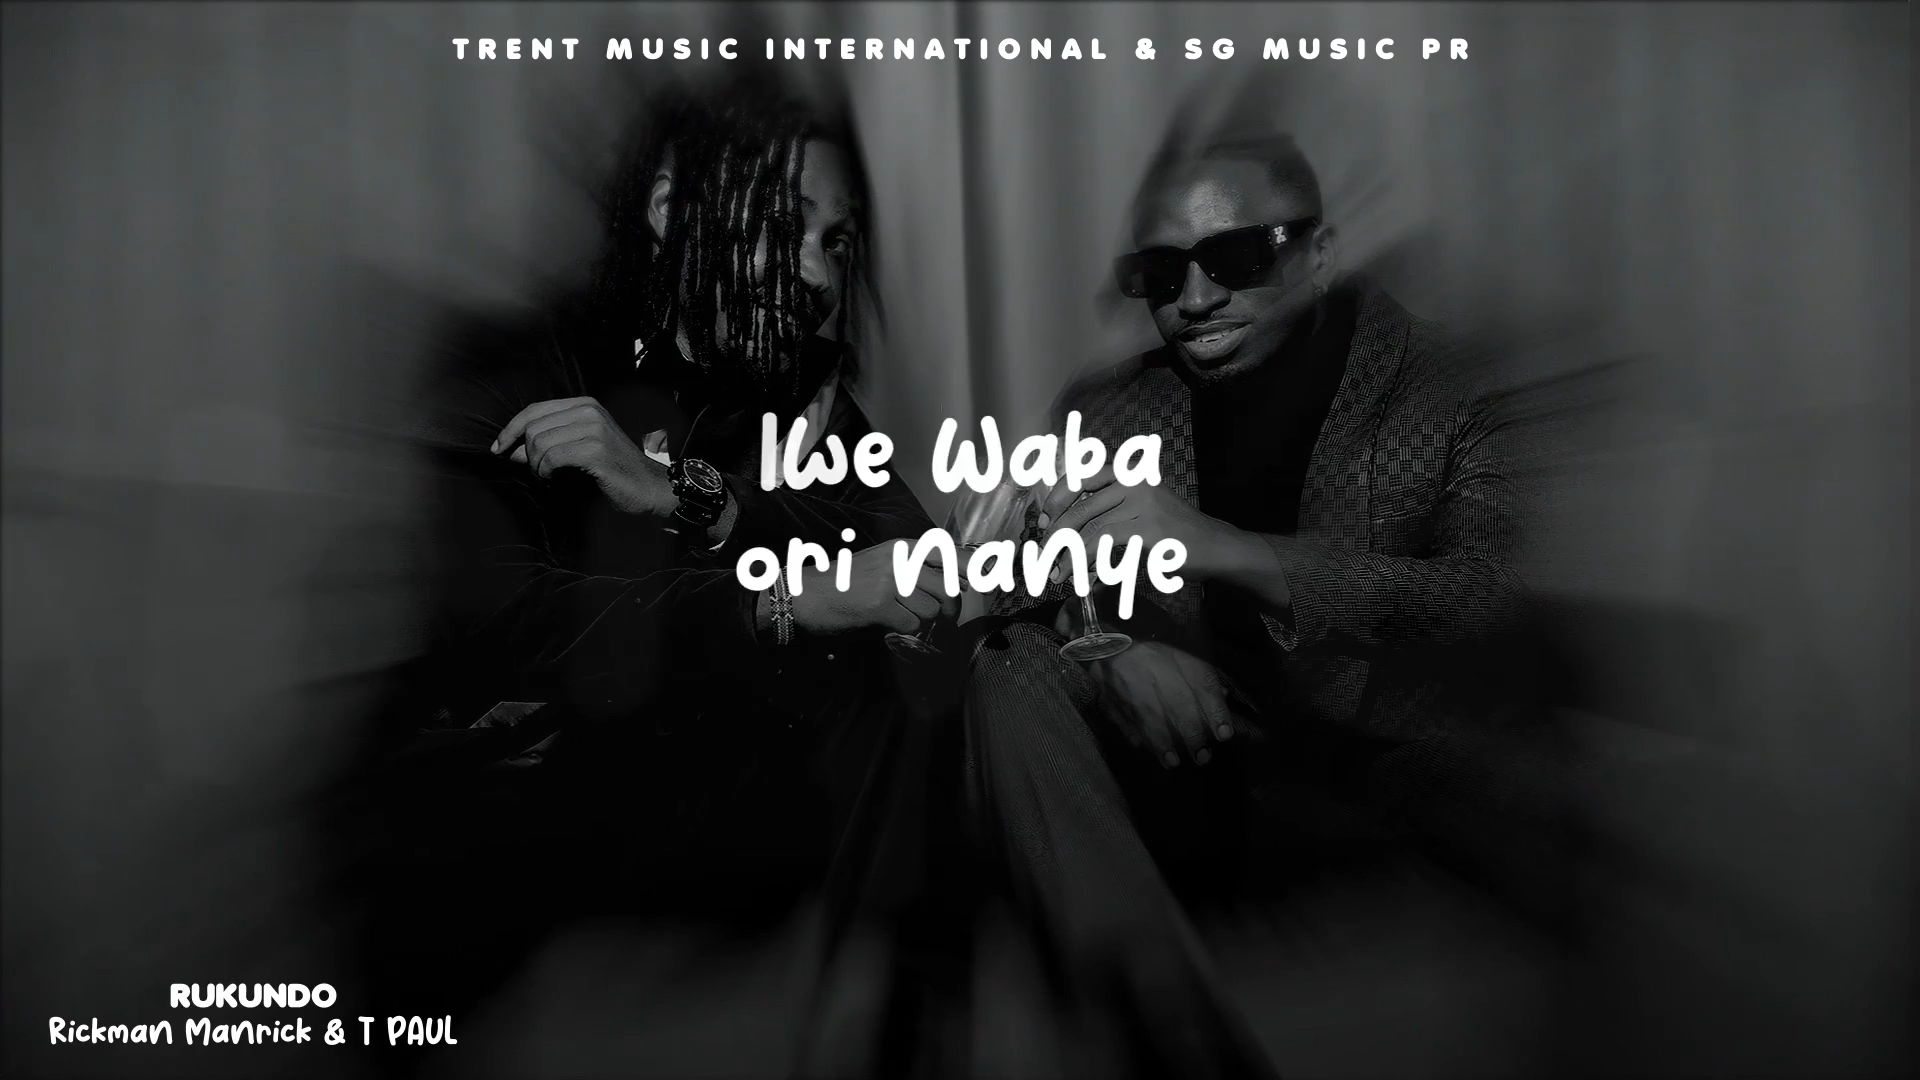 TRENT MUSIC INTERNATIONAL & SG MUSIC PR
Iwe Waba
ori nanye
RUKUNDO
Rickman Manrick & T PAUL